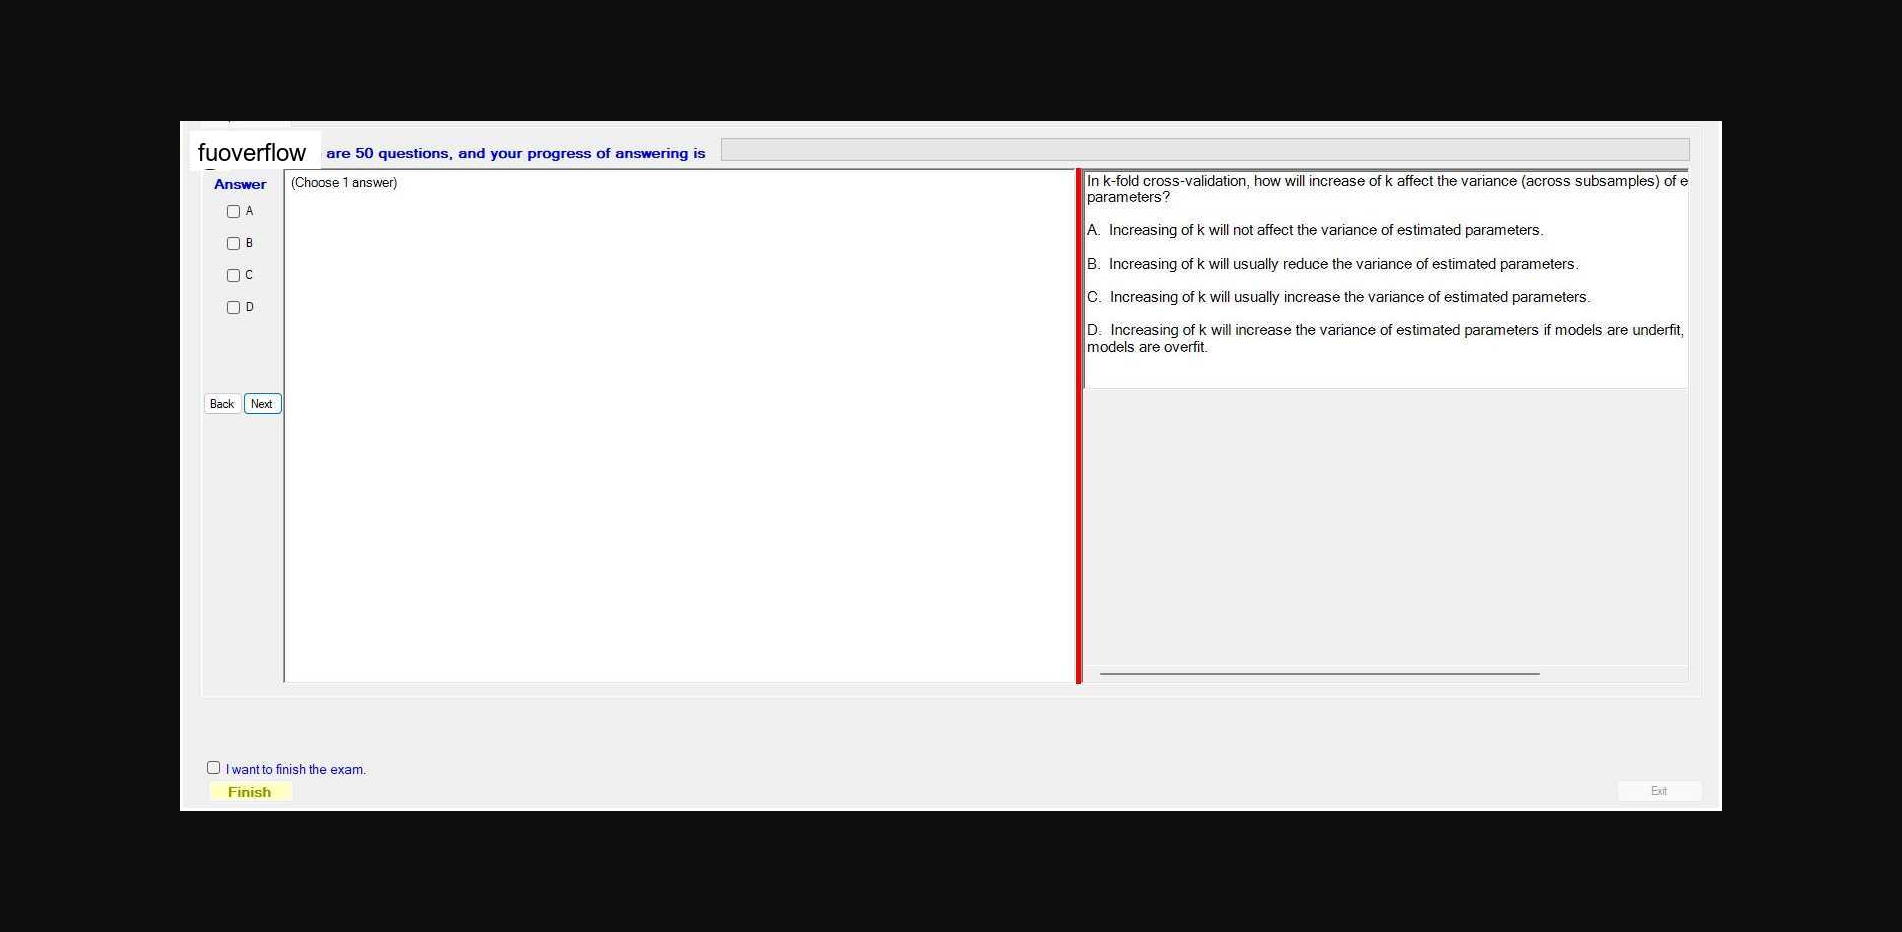 fuoverflow are 50 questions, and your progress of answering is
Answer
(Choose 1 answer)
A
B
C
D
Back Next
In k-fold cross-validation, how will increase of k affect the variance (across subsamples) of e
parameters?
A. Increasing of k will not affect the variance of estimated parameters.
B. Increasing of k will usually reduce the variance of estimated parameters.
C. Increasing of k will usually increase the variance of estimated parameters.
D. Increasing of k will increase the variance of estimated parameters if models are underfit,
models are overfit.
I want to finish the exam.
Finish
Exit